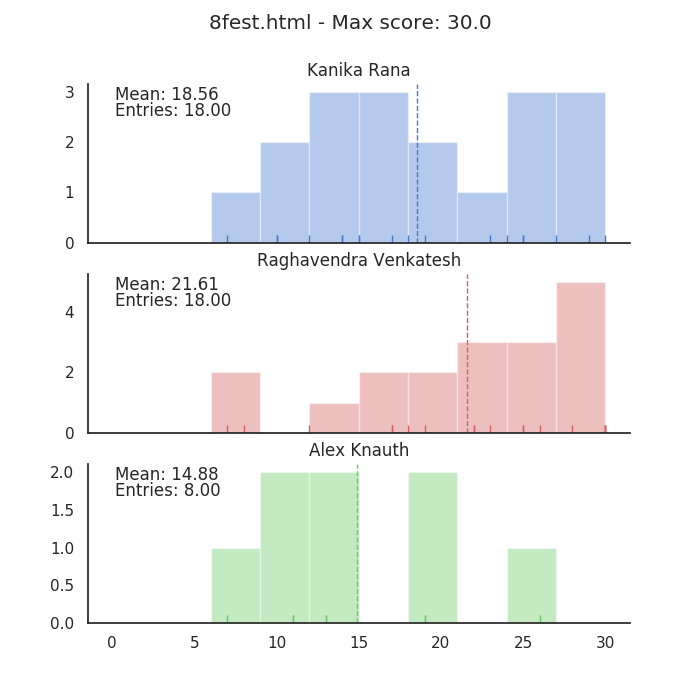 8fest.html - Max score: 30.0
Kanika Rana
3
Mean: 18.56
Entries: 18.00
2
1
0
Raghavendra Venkatesh
Mean: 21.61
Entries: 18.00
4
2
0
Alex Knauth
2.0
Mean: 14.88
Entries: 8.00
1.5
1.0
0.5
0.0
0 5 10 15 20 25 30